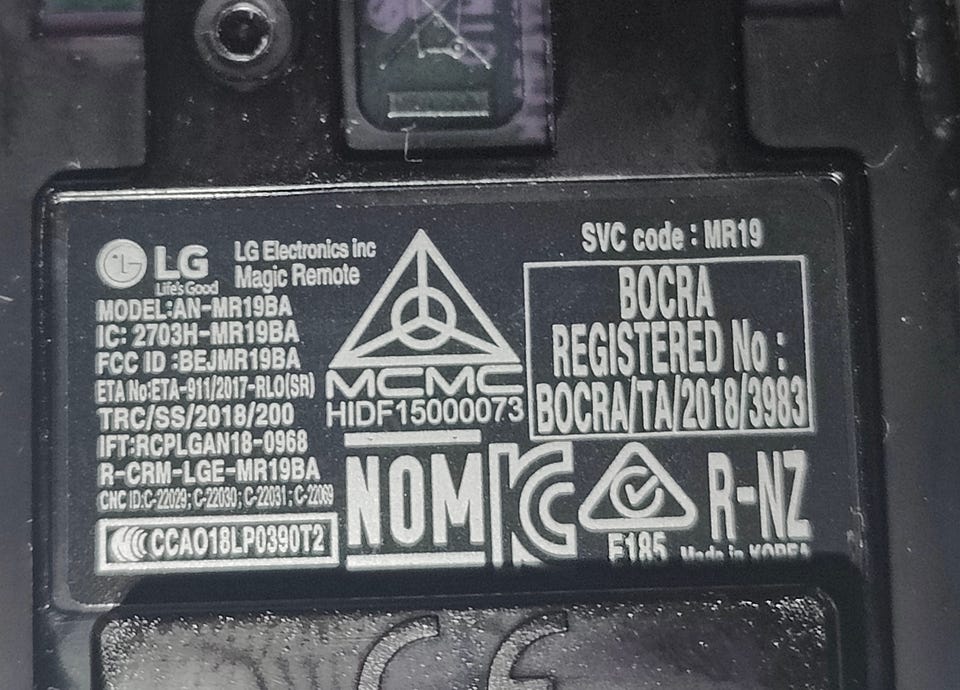 LG
Life's Good
LG Electronics inc
Magic Remote
MODEL:AN-MR19BA
IC: 2703H-MR19BA
FCC ID :BEJMR19BA
ETA No:ETA-911/2017-RLO(SR)
TRC/SS/2018/200
IFT:RCPLGAN18-0968
R-CRM-LGE-MR19BA
CNC ID:C-22029; C-22030; C-22031; C-22069
CCAO18LP0390T2
MCMC
HIDF15000073
SVC code : MR19
BOCRA
REGISTERED No :
BOCRA/TA/2018/3983
NOM
KC
R-NZ
E185
Made in KOREA
CE